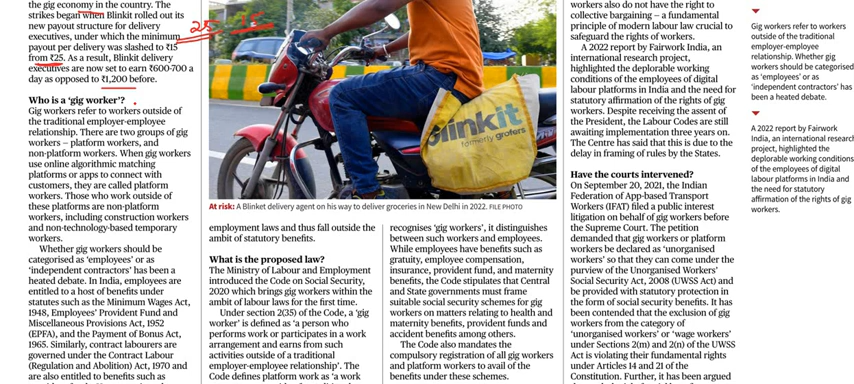 the gig economy in the country. The
strikes began when Blinkit rolled out its
new payout structure for delivery
executives, under which the minimum
payout per delivery was slashed to ₹15
from ₹25. As a result, Blinkit delivery
executives are now set to earn ₹600-700 a
day as opposed to ₹1,200 before.
Who is a ‘gig worker’?
Gig workers refer to workers outside of
the traditional employer-employee
relationship. There are two groups of gig
workers — platform workers, and
non-platform workers. When gig workers
use online algorithmic matching
platforms or apps to connect with
customers, they are called platform
workers. Those who work outside of
these platforms are non-platform
workers, including construction workers
and non-technology-based temporary
workers.
Whether gig workers should be
categorised as ‘employees’ or as
‘independent contractors’ has been a
heated debate. In India, employees are
entitled to a host of benefits under
statutes such as the Minimum Wages Act,
1948, Employees’ Provident Fund and
Miscellaneous Provisions Act, 1952
(EPFA), and the Payment of Bonus Act,
1965. Similarly, contract labourers are
governed under the Contract Labour
(Regulation and Abolition) Act, 1970 and
are also entitled to benefits such as
25 15
blinkit
formerly grofers
At risk: A Blinket delivery agent on his way to deliver groceries in New Delhi in 2022. FILE PHOTO
employment laws and thus fall outside the
ambit of statutory benefits.
What is the proposed law?
The Ministry of Labour and Employment
introduced the Code on Social Security,
2020 which brings gig workers within the
ambit of labour laws for the first time.
Under section 2(35) of the Code, a ‘gig
worker’ is defined as ‘a person who
performs work or participates in a work
arrangement and earns from such
activities outside of a traditional
employer-employee relationship’. The
Code defines platform work as ‘a work
recognises ‘gig workers’, it distinguishes
between such workers and employees.
While employees have benefits such as
gratuity, employee compensation,
insurance, provident fund, and maternity
benefits, the Code stipulates that Central
and State governments must frame
suitable social security schemes for gig
workers on matters relating to health and
maternity benefits, provident funds and
accident benefits among others.
The Code also mandates the
compulsory registration of all gig workers
and platform workers to avail of the
benefits under these schemes.
workers also do not have the right to
collective bargaining — a fundamental
principle of modern labour law crucial to
safeguard the rights of workers.
A 2022 report by Fairwork India, an
international research project,
highlighted the deplorable working
conditions of the employees of digital
labour platforms in India and the need for
statutory affirmation of the rights of gig
workers. Despite receiving the assent of
the President, the Labour Codes are still
awaiting implementation three years on.
The Centre has said that this is due to the
delay in framing of rules by the States.
Have the courts intervened?
On September 20, 2021, the Indian
Federation of App-based Transport
Workers (IFAT) filed a public interest
litigation on behalf of gig workers before
the Supreme Court. The petition
demanded that gig workers or platform
workers be declared as ‘unorganised
workers’ so that they can come under the
purview of the Unorganised Workers’
Social Security Act, 2008 (UWSS Act) and
be provided with statutory protection in
the form of social security benefits. It has
been contended that the exclusion of gig
workers from the category of
‘unorganised workers’ or ‘wage workers’
under Sections 2(m) and 2(n) of the UWSS
Act is violating their fundamental rights
under Articles 14 and 21 of the
Constitution. Further, it has been argued
Gig workers refer to workers
outside of the traditional
employer-employee
relationship. Whether gig
workers should be categorised
as ‘employees’ or as
‘independent contractors’ has
been a heated debate.
A 2022 report by Fairwork
India, an international research
project, highlighted the
deplorable working conditions
of the employees of digital
labour platforms in India and
the need for statutory
affirmation of the rights of gig
workers.